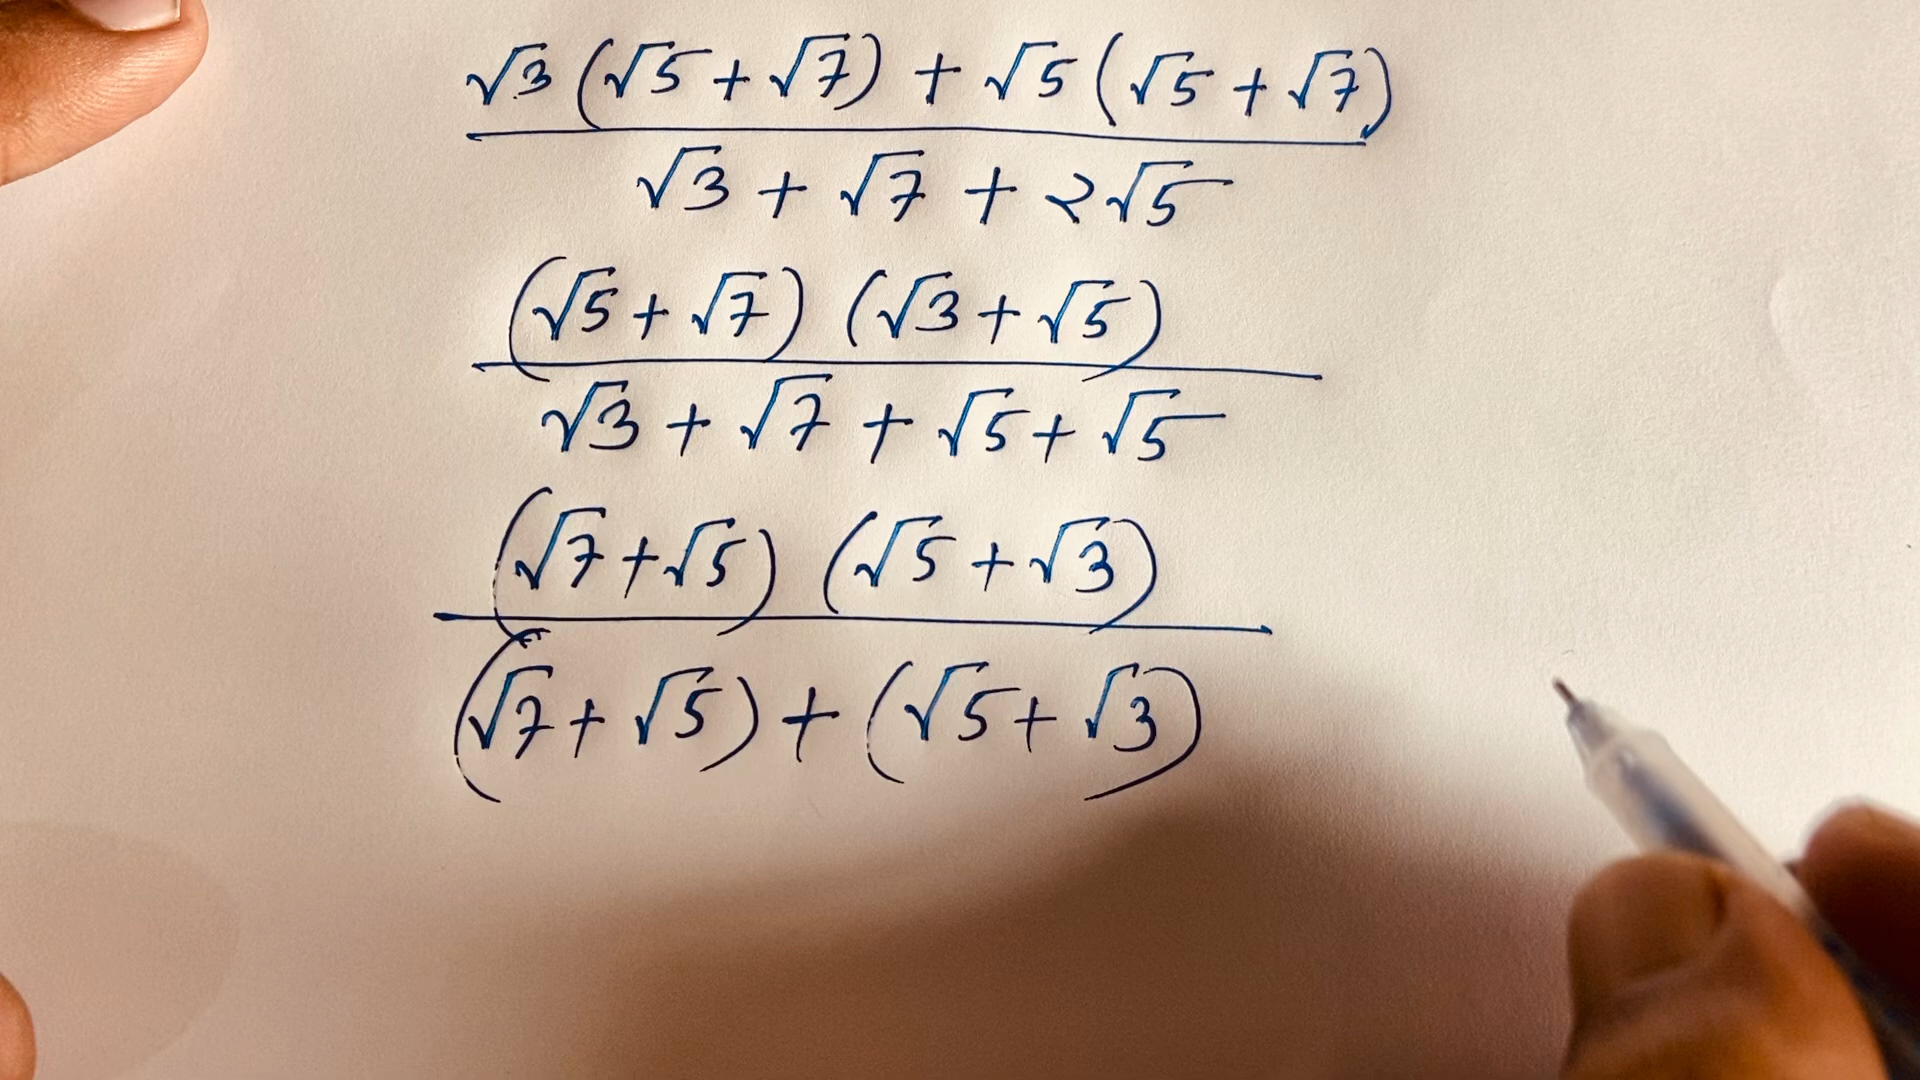 √3 (√5 + √7) + √5 (√5 + √7)
√3 + √7 + 2√5
(√5 + √7) (√3 + √5)
√3 + √7 + √5 + √5
(√7 + √5) (√5 + √3)
(√7 + √5) + (√5 + √3)